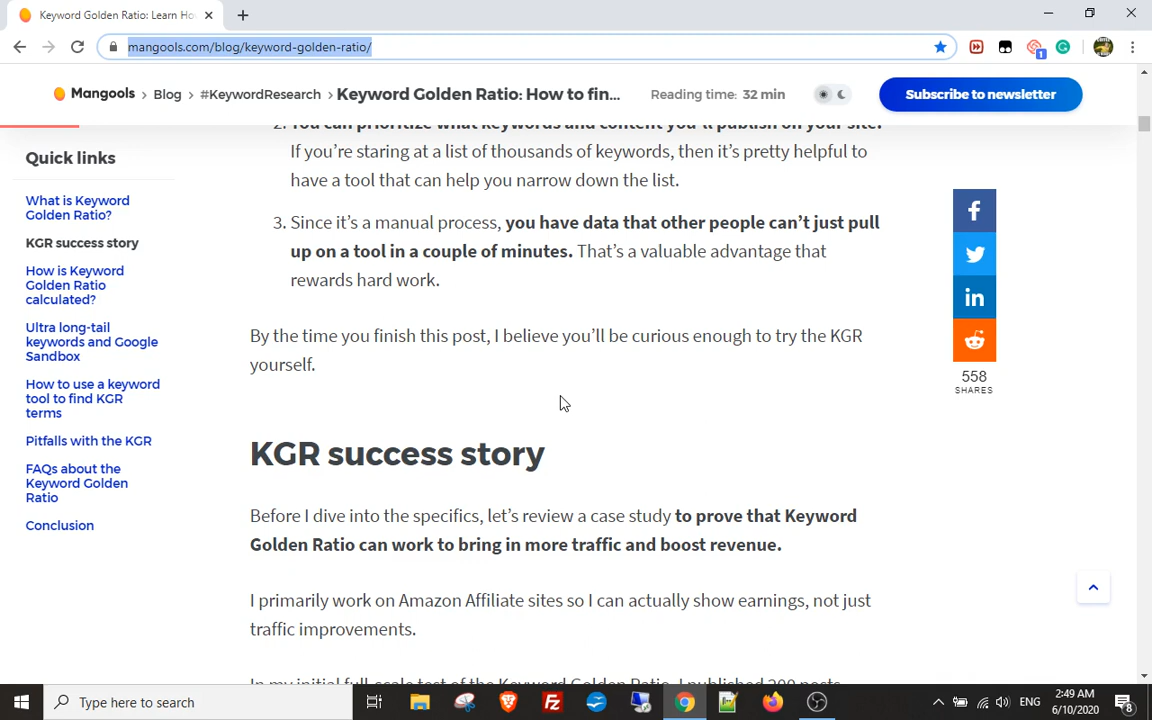 Keyword Golden Ratio: Learn Ho
mangools.com/blog/keyword-golden-ratio/
1
Mangools > Blog > #KeywordResearch > Keyword Golden Ratio: How to fin...
Reading time: 32 min
Subscribe to newsletter
Quick links
What is Keyword
Golden Ratio?
KGR success story
How is Keyword
Golden Ratio
calculated?
Ultra long-tail
keywords and Google
Sandbox
How to use a keyword
tool to find KGR
terms
Pitfalls with the KGR
FAQs about the
Keyword Golden
Ratio
Conclusion
2. You can prioritize what keywords and content you'll publish on your site.
If you're staring at a list of thousands of keywords, then it's pretty helpful to
have a tool that can help you narrow down the list.
3. Since it's a manual process, you have data that other people can't just pull
up on a tool in a couple of minutes. That's a valuable advantage that
rewards hard work.
By the time you finish this post, I believe you'll be curious enough to try the KGR
yourself.
KGR success story
Before I dive into the specifics, let's review a case study to prove that Keyword
Golden Ratio can work to bring in more traffic and boost revenue.
I primarily work on Amazon Affiliate sites so I can actually show earnings, not just
traffic improvements.
In my initial full-scale test of the Keyword Golden Ratio, I published 200 posts
558
SHARES
Type here to search
ENG
2:49 AM
6/10/2020
8